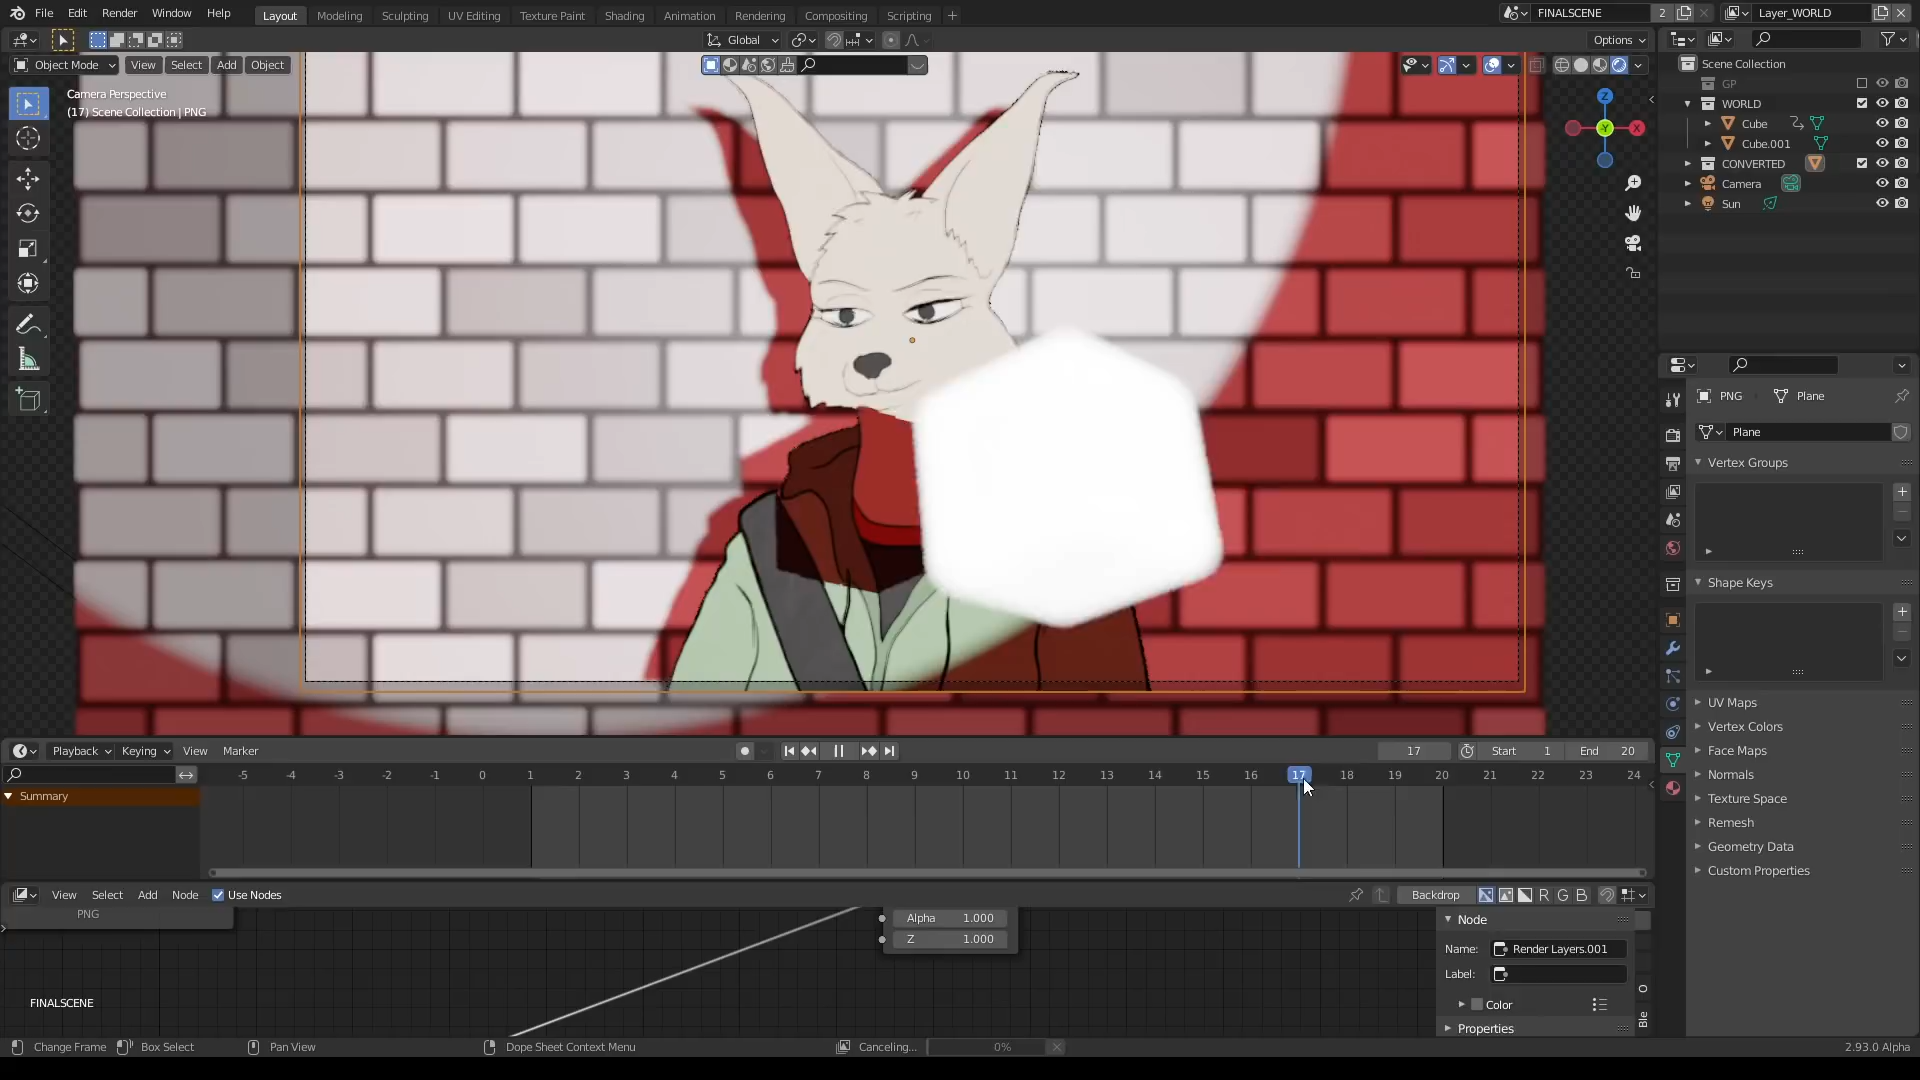 File Edit Render Window Help
Layout Modeling Sculpting UV Editing Texture Paint Shading Animation Rendering Compositing Scripting +
FINALSCENE 2 Layer_WORLD
Global Options
Object Mode View Select Add Object
Camera Perspective
(17) Scene Collection | PNG
Z
Y X
Scene Collection
GP
WORLD
Cube
Cube.001
CONVERTED
Camera
Sun
PNG Plane
Plane
Vertex Groups
Shape Keys
UV Maps
Vertex Colors
Face Maps
Normals
Texture Space
Remesh
Geometry Data
Custom Properties
Playback Keying View Marker
17 Start 1 End 20
-5 -4 -3 -2 -1 0 1 2 3 4 5 6 7 8 9 10 11 12 13 14 15 16 17 18 19 20 21 22 23 24
Summary
View Select Add Node Use Nodes Backdrop R G B
PNG
Alpha 1.000
Z 1.000
Node
Name: Render Layers.001
Label:
Color
Properties
O
Ble
FINALSCENE
Change Frame Box Select Pan View Dope Sheet Context Menu Canceling... 0% 2.93.0 Alpha